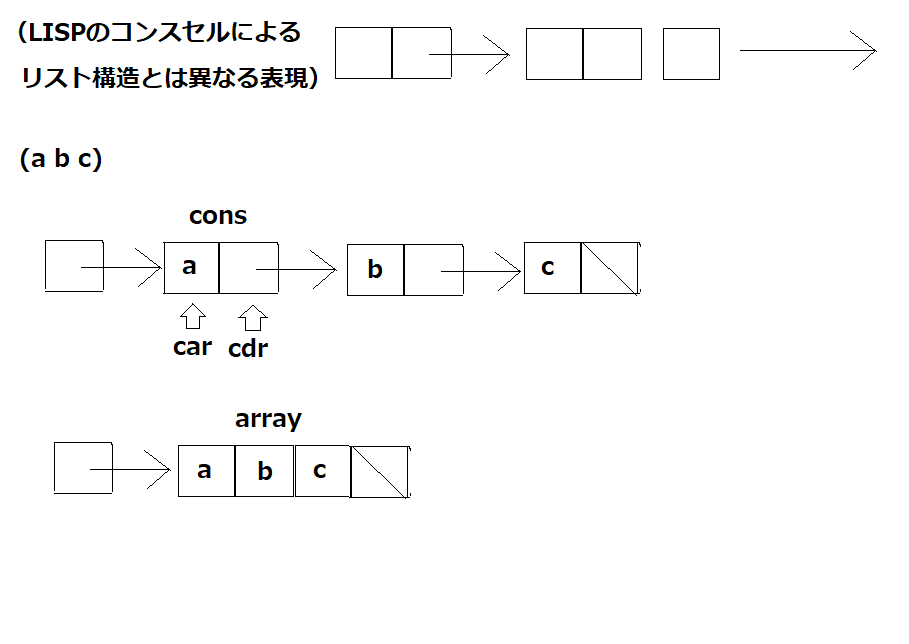 （LISPのコンスセルによる
リスト構造とは異なる表現）
(a b c)
cons
a
b
c
car
cdr
array
a
b
c